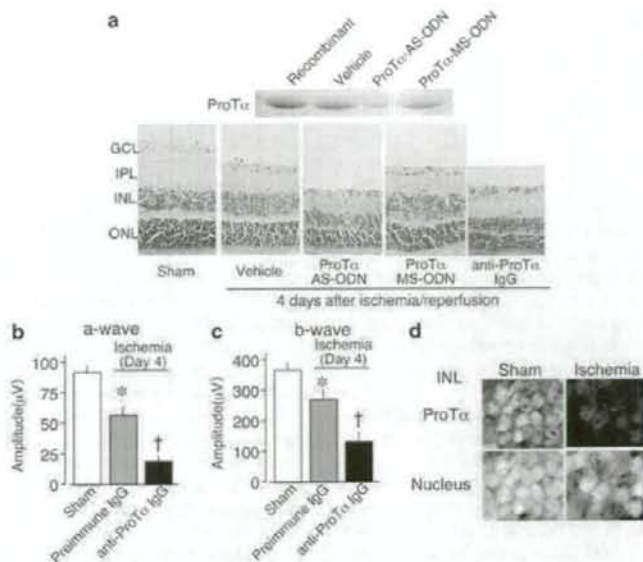 a
Recombinant
Vehicle
ProTα-AS-ODN
ProTα-MS-ODN
ProTα
GCL
IPL
INL
ONL
Sham
Vehicle
ProTα
AS-ODN
ProTα
MS-ODN
anti-ProTα
IgG
4 days after ischemia/reperfusion
b
a-wave
Ischemia
(Day 4)
Amplitude(μV)
100
75
50
25
0
*
†
Sham
Preimmune IgG
anti-ProTα IgG
c
b-wave
Ischemia
(Day 4)
Amplitude(μV)
400
300
200
100
0
*
†
Sham
Preimmune IgG
anti-ProTα IgG
d
Sham
Ischemia
INL
ProTα
Nucleus